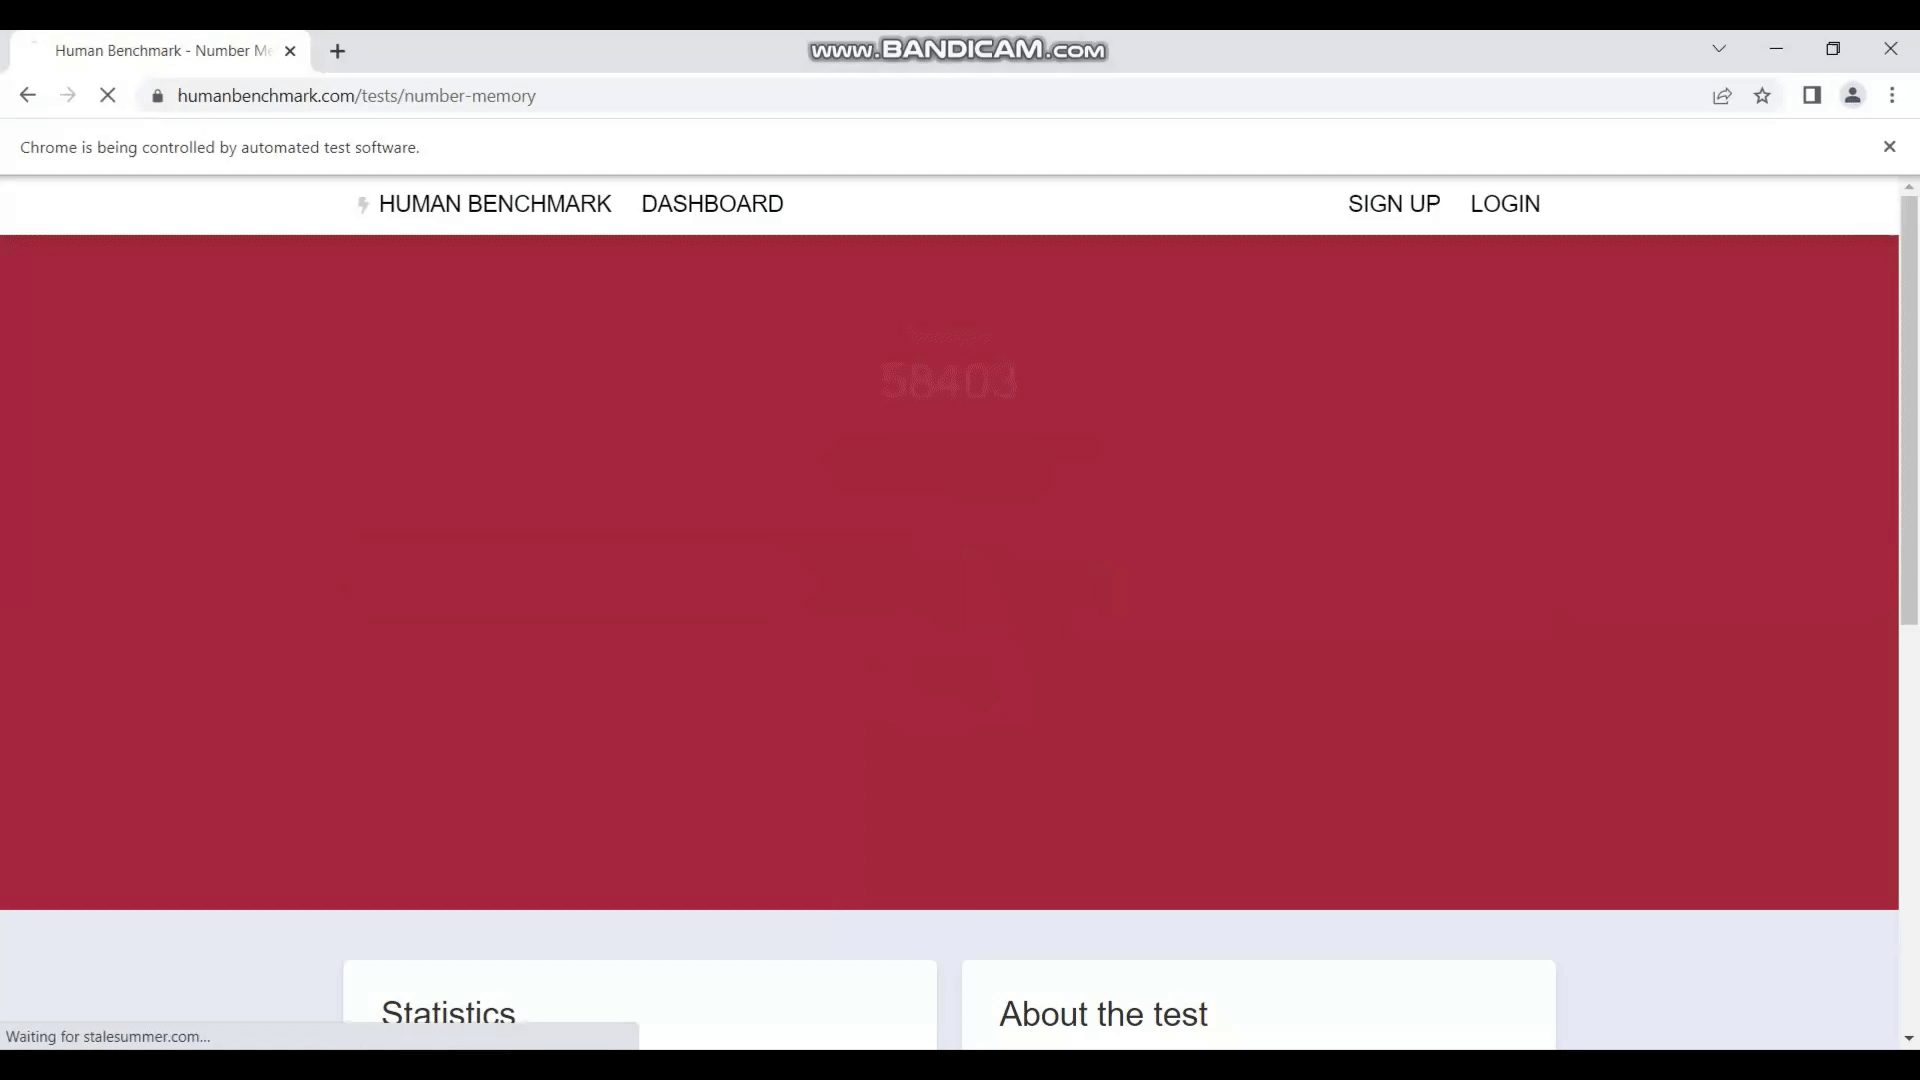 Human Benchmark - Number Me
www.BANDICAM.com
humanbenchmark.com/tests/number-memory
Chrome is being controlled by automated test software.
HUMAN BENCHMARK
DASHBOARD
SIGN UP
LOGIN
58403
Statistics
About the test
Waiting for stalesummer.com...